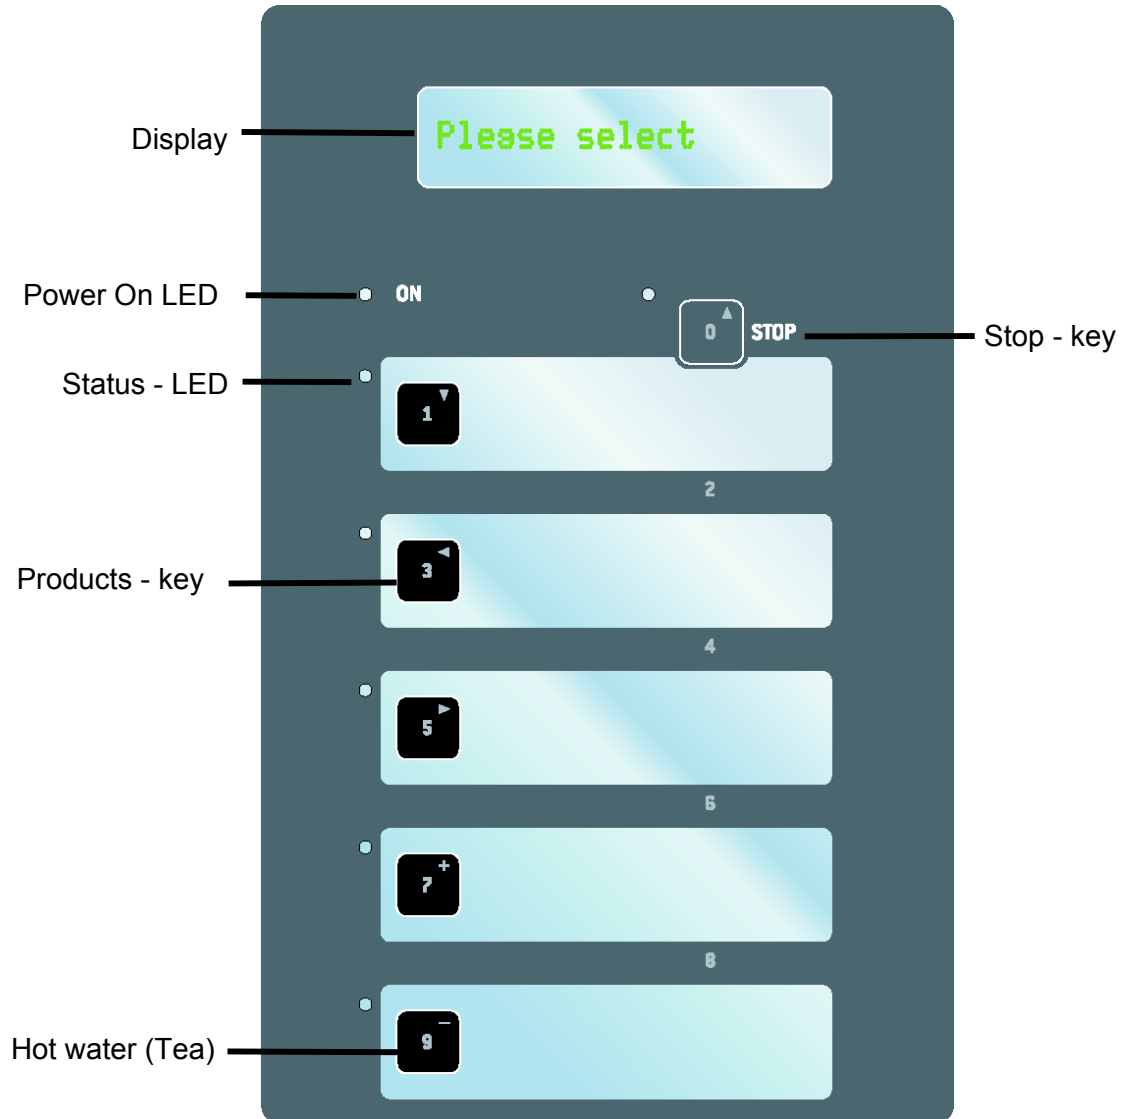 Please select
Display
Power On LED
ON
0
STOP
Stop - key
Status - LED
1
2
Products - key
3
4
5
6
7 +
8
Hot water (Tea)
9 –